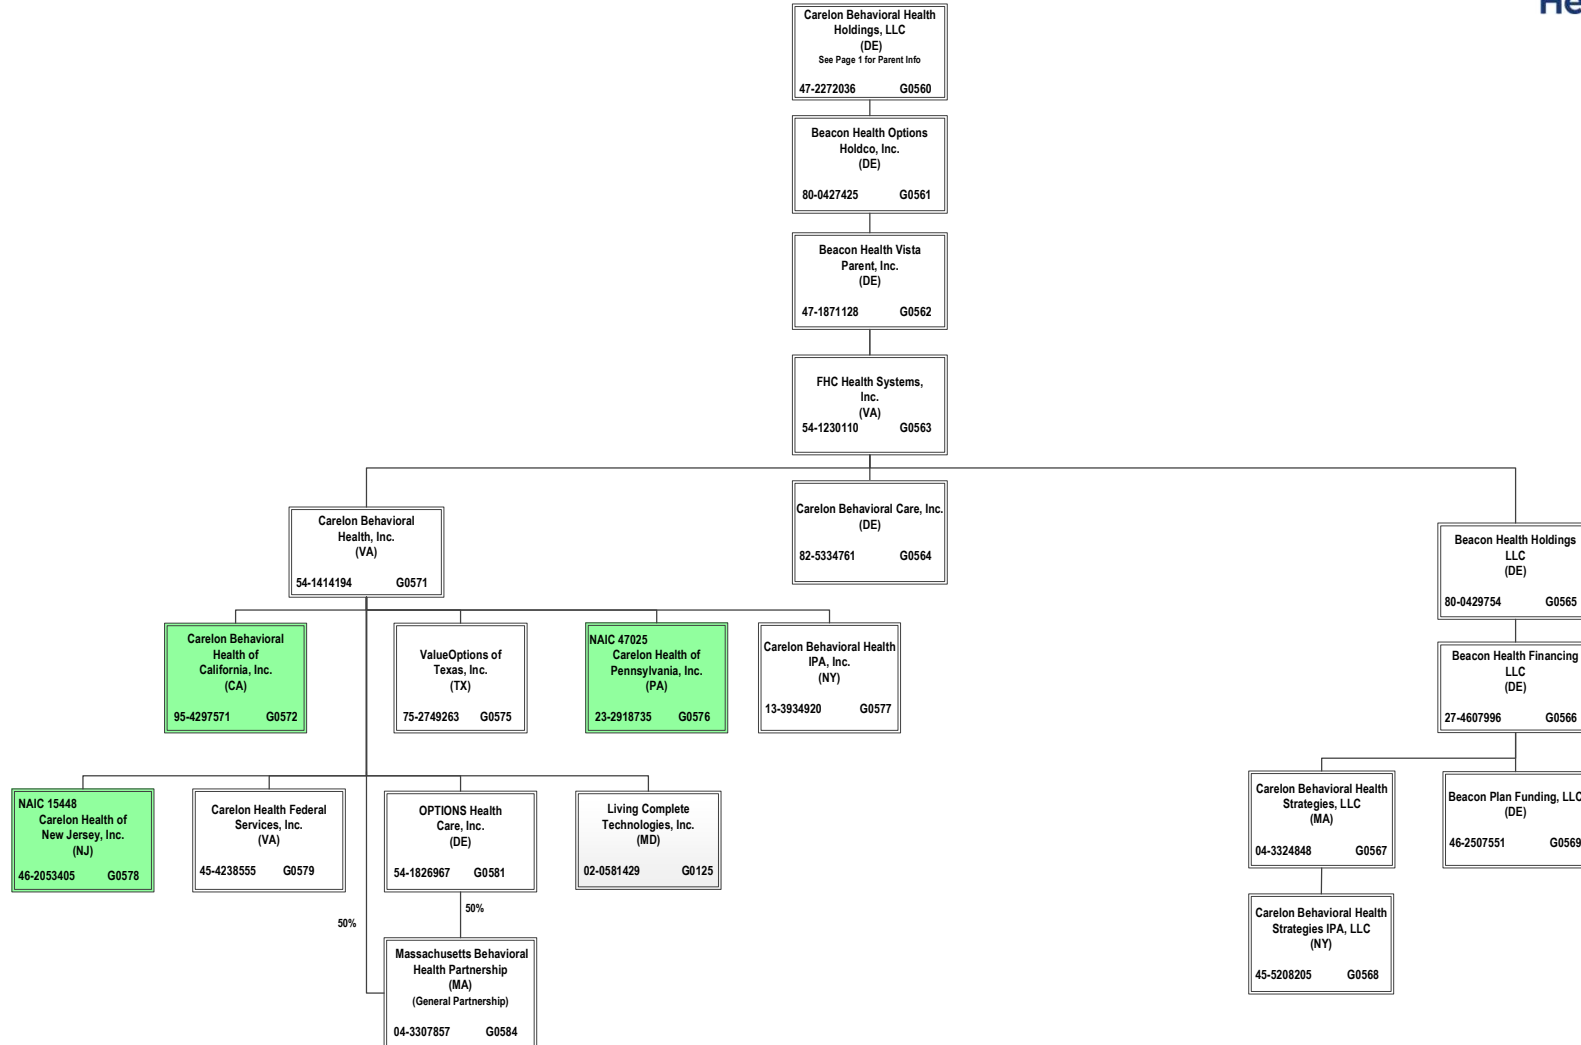 He
Carelon Behavioral Health
Holdings, LLC
(DE)
See Page 1 for Parent Info
47-2272036 G0560
Beacon Health Options
Holdco, Inc.
(DE)
80-0427425 G0561
Beacon Health Vista
Parent, Inc.
(DE)
47-1871128 G0562
FHC Health Systems,
Inc.
(VA)
54-1230110 G0563
Carelon Behavioral
Health, Inc.
(VA)
54-1414194 G0571
Carelon Behavioral Care, Inc.
(DE)
82-5334761 G0564
Beacon Health Holdings
LLC
(DE)
80-0429754 G0565
Carelon Behavioral
Health of
California, Inc.
(CA)
95-4297571 G0572
ValueOptions of
Texas, Inc.
(TX)
75-2749263 G0575
NAIC 47025
Carelon Health of
Pennsylvania, Inc.
(PA)
23-2918735 G0576
Carelon Behavioral Health
IPA, Inc.
(NY)
13-3934920 G0577
Beacon Health Financing
LLC
(DE)
27-4607996 G0566
NAIC 15448
Carelon Health of
New Jersey, Inc.
(NJ)
46-2053405 G0578
Carelon Health Federal
Services, Inc.
(VA)
45-4238555 G0579
OPTIONS Health
Care, Inc.
(DE)
54-1826967 G0581
Living Complete
Technologies, Inc.
(MD)
02-0581429 G0125
Carelon Behavioral Health
Strategies, LLC
(MA)
04-3324848 G0567
Beacon Plan Funding, LLC
(DE)
46-2507551 G0569
50%
50%
Massachusetts Behavioral
Health Partnership
(MA)
(General Partnership)
04-3307857 G0584
Carelon Behavioral Health
Strategies IPA, LLC
(NY)
45-5208205 G0568